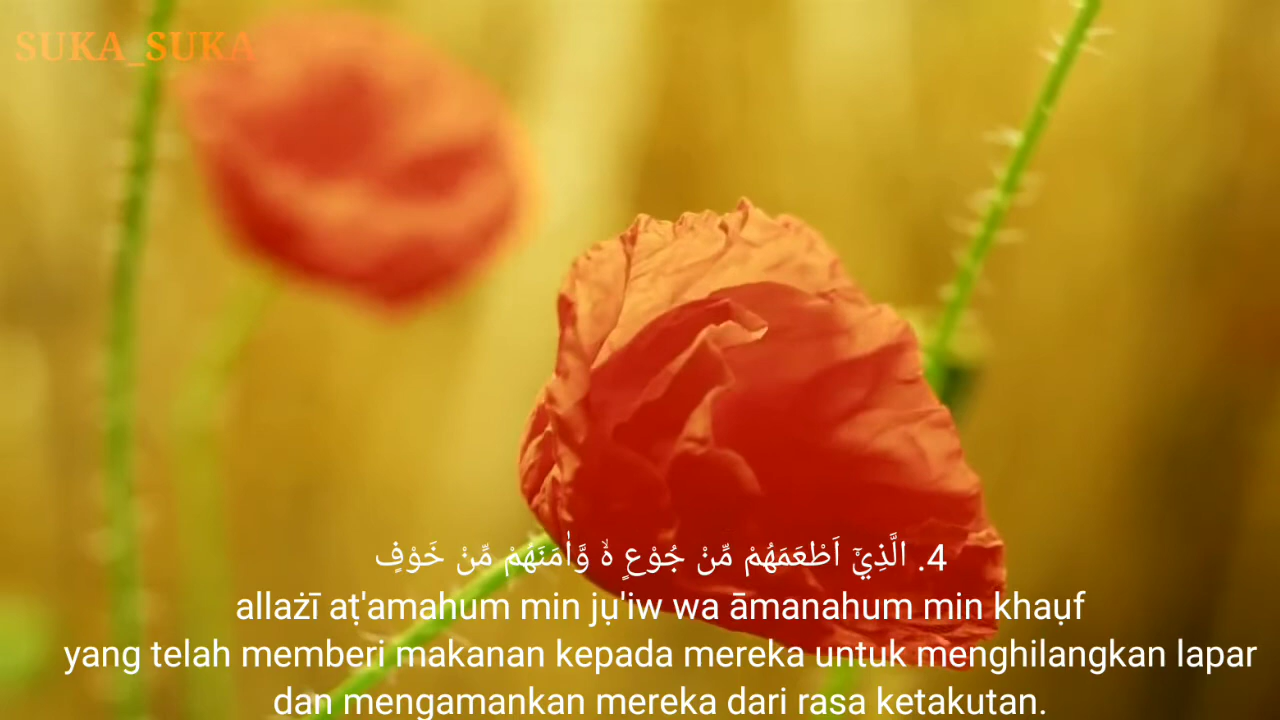 SUKA_SUKA
4. الَّذِيْٓ اَطْعَمَهُمْ مِّنْ جُوْعٍ ەۙ وَّاٰمَنَهُمْ مِّنْ خَوْفٍ
allażī aṭ'amahum min jụ'iw wa āmanahum min khaụf
yang telah memberi makanan kepada mereka untuk menghilangkan lapar
dan mengamankan mereka dari rasa ketakutan.